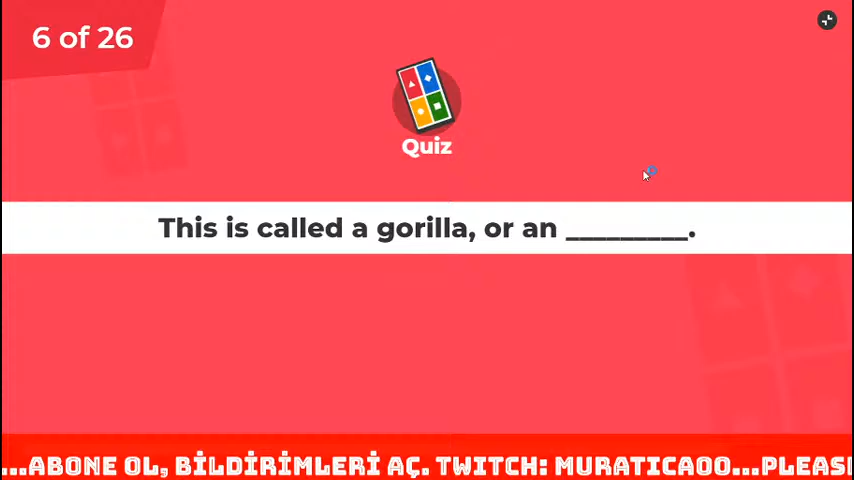 6 of 26
Quiz
This is called a gorilla, or an _________.
...ABONE OL, BİLDİRİMLERİ AÇ. TWITCH: MURATICAOO...PLEAS